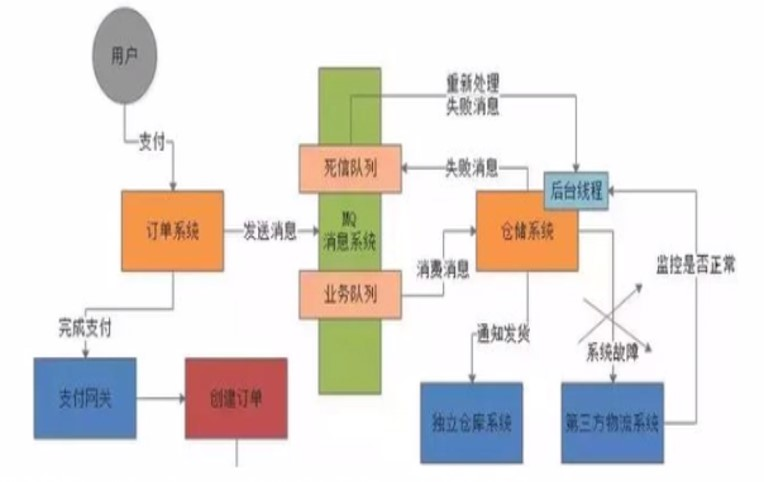 用户
重新处理
失败消息
支付
死信队列
失败消息
后台线程
订单系统
发送消息
MQ
消息系统
仓储系统
消费消息
监控是否正常
业务队列
完成支付
通知发货
系统故障
支付网关
创建订单
独立仓库系统
第三方物流系统